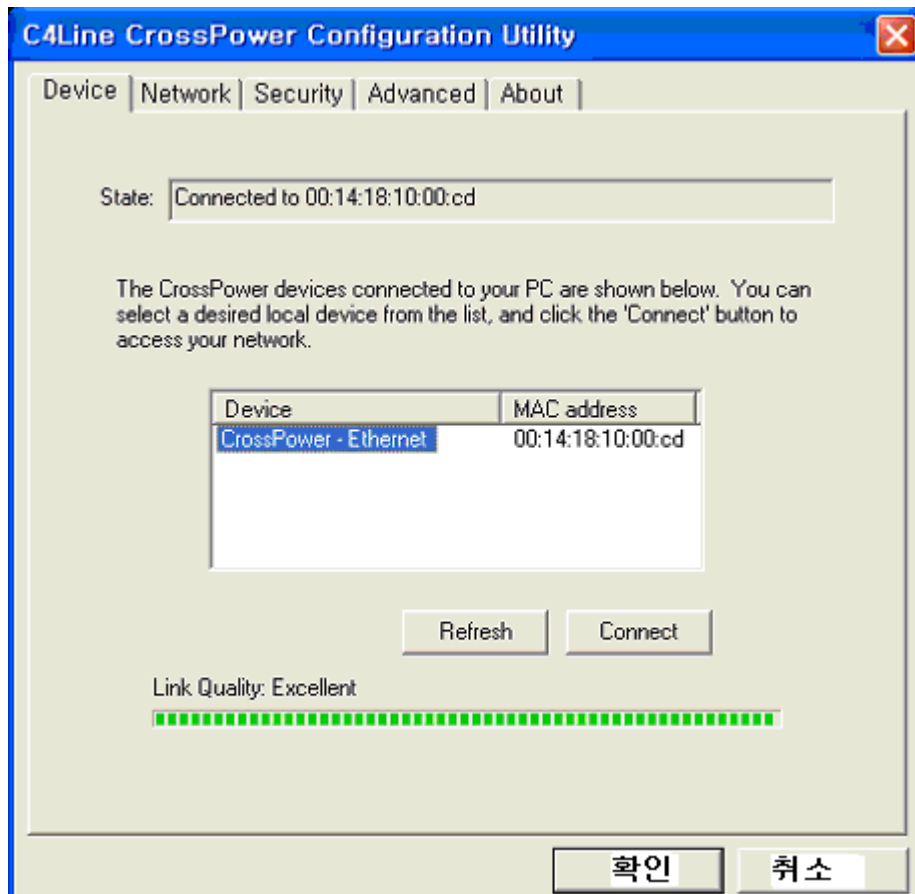 C4Line CrossPower Configuration Utility
Device Network Security Advanced About
State: Connected to 00:14:18:10:00:cd
The CrossPower devices connected to your PC are shown below. You can
select a desired local device from the list, and click the 'Connect' button to
access your network.
Device MAC address
CrossPower - Ethernet 00:14:18:10:00:cd
Refresh Connect
Link Quality: Excellent
확인 취소